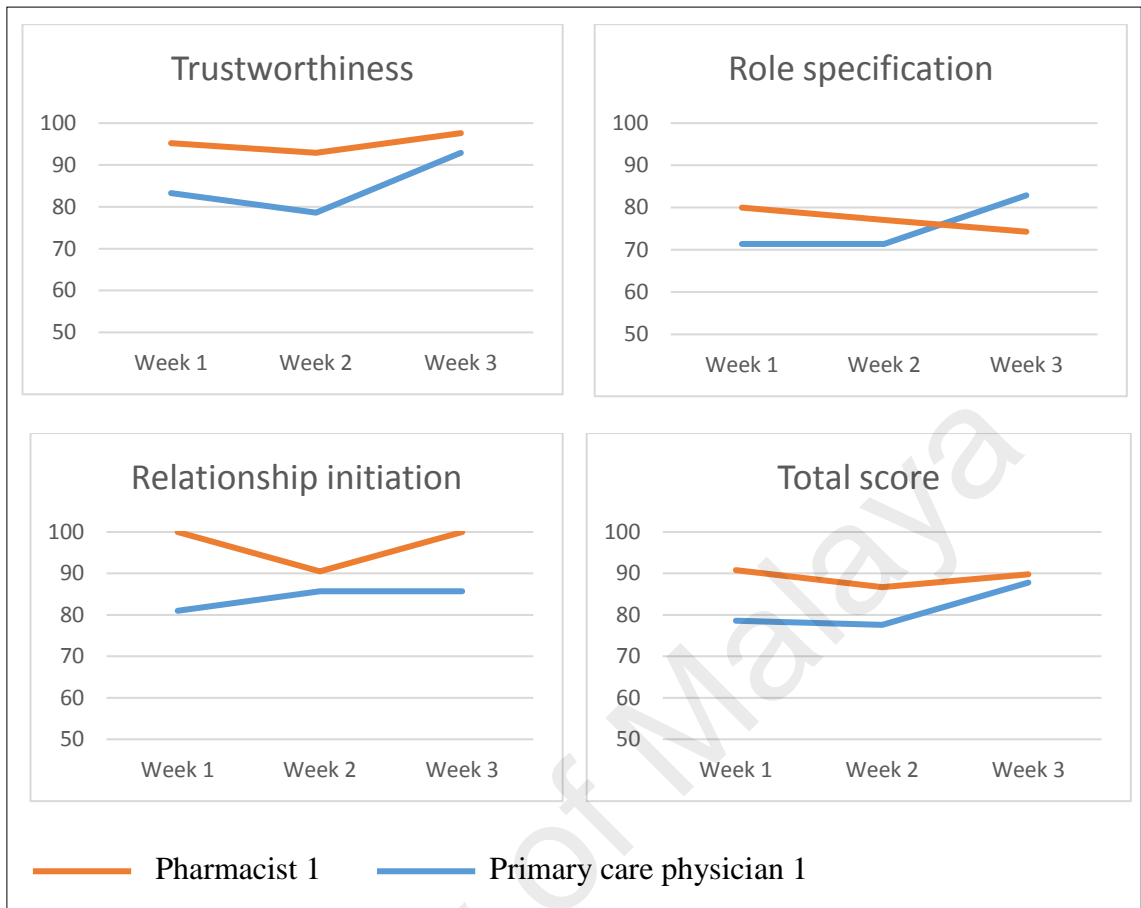 Trustworthiness
100
90
80
70
60
50
Week 1 Week 2 Week 3
Role specification
100
90
80
70
60
50
Week 1 Week 2 Week 3
Relationship initiation
100
90
80
70
60
50
Week 1 Week 2 Week 3
Total score
100
90
80
70
60
50
Week 1 Week 2 Week 3
Pharmacist 1 Primary care physician 1
of Malaya